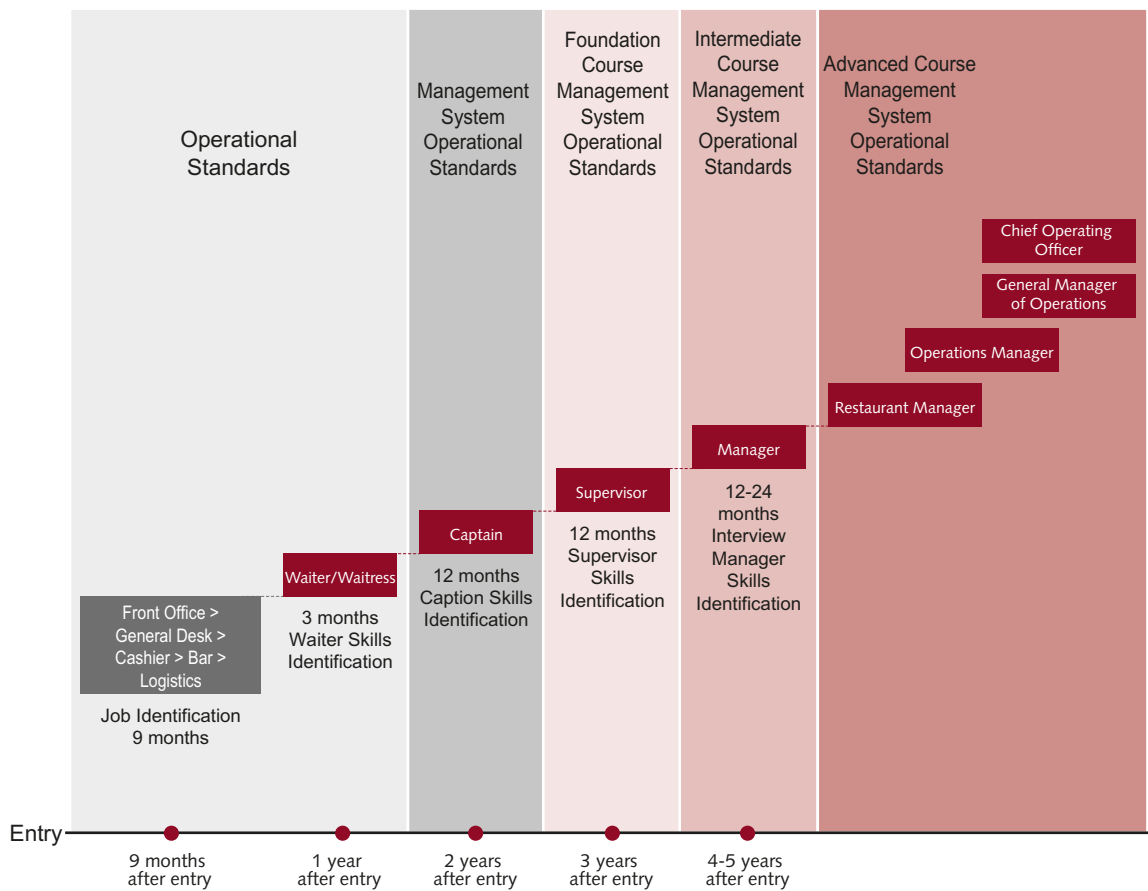 Operational
Standards
Management
System
Operational
Standards
Foundation
Course
Management
System
Operational
Standards
Intermediate
Course
Management
System
Operational
Standards
Advanced Course
Management
System
Operational
Standards
Chief Operating
Officer
General Manager
of Operations
Operations Manager
Restaurant Manager
Manager
12-24
months
Interview
Manager
Skills
Identification
Supervisor
12 months
Supervisor
Skills
Identification
Captain
12 months
Caption Skills
Identification
Waiter/Waitress
3 months
Waiter Skills
Identification
Front Office >
General Desk >
Cashier > Bar >
Logistics
Job Identification
9 months
Entry
9 months
after entry
1 year
after entry
2 years
after entry
3 years
after entry
4-5 years
after entry